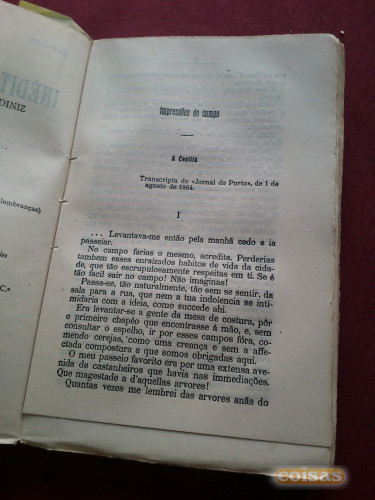 INÉDIT
DINIZ
lembranças)
C.ª
Impressões do campo
A Cecilia
Transcripto do «Jornal do Porto», de 1 de
agosto de 1864.
I
... Levantava-me então pela manhã cedo e ia
passeiar.
No campo farias o mesmo, acredita. Perderias
tambem esses enraizados habitos de vida da cida-
de, que tão escrupulosamente respeitas em ti. Se é
tão facil sair no campo! Não imaginas!
Passa-se, tão naturalmente, tão sem se sentir, da
sala para a rua, que nem a tua indolencia se inti-
midaria com a ideia, como succede ahi.
Era levantar-se a gente da mesa de costura, pôr
o primeiro chapéo que encontrasse á mão, e, sem
consultar o espelho, ir por esses campos fóra, co-
mendo cerejas, como uma creança e sem a affe-
ctada compostura a que somos obrigadas aqui.
O meu passeio favorito era por uma extensa ave-
nida de castanheiros que havia nas immediações.
Que magestade a d'aquellas arvores!
Quantas vezes me lembrei das arvores anãs do
coisas